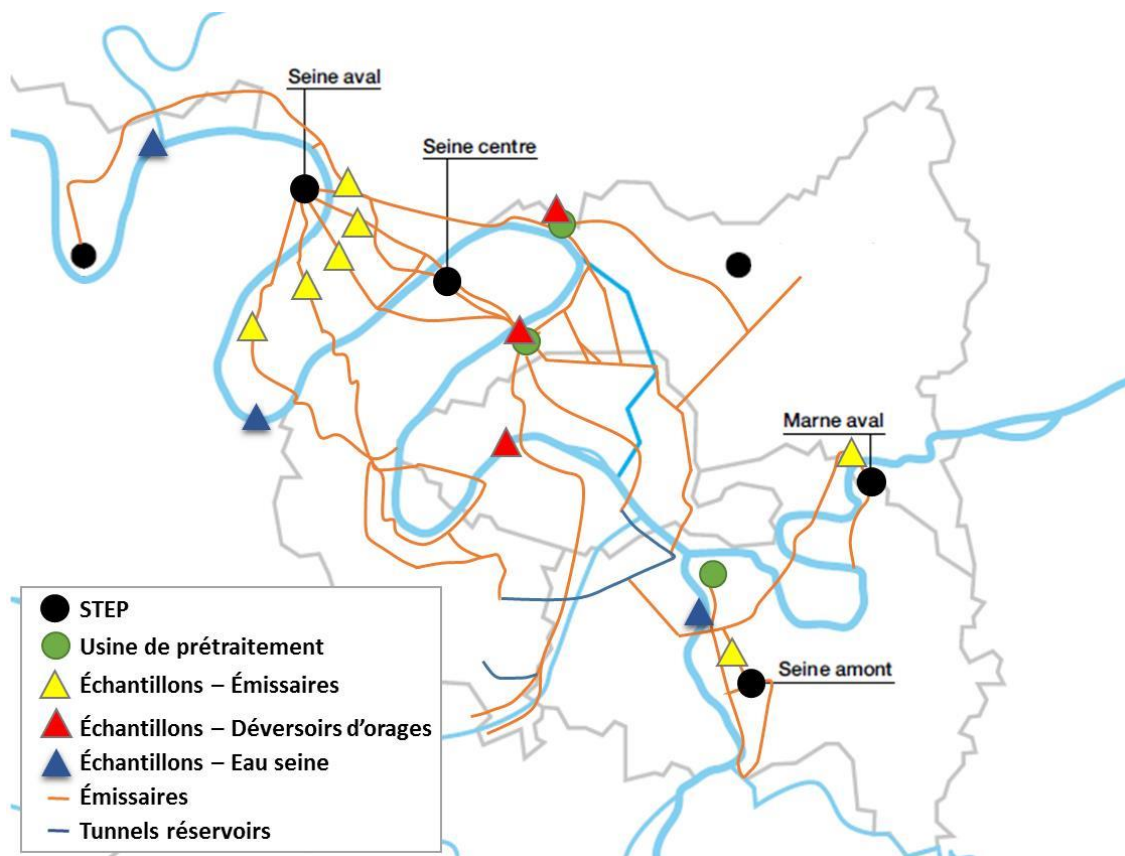 Seine aval
Seine centre
Marne aval
Seine amont
STEP
Usine de prétraitement
Échantillons – Émissaires
Échantillons – Déversoirs d'orages
Échantillons – Eau seine
Émissaires
Tunnels réservoirs